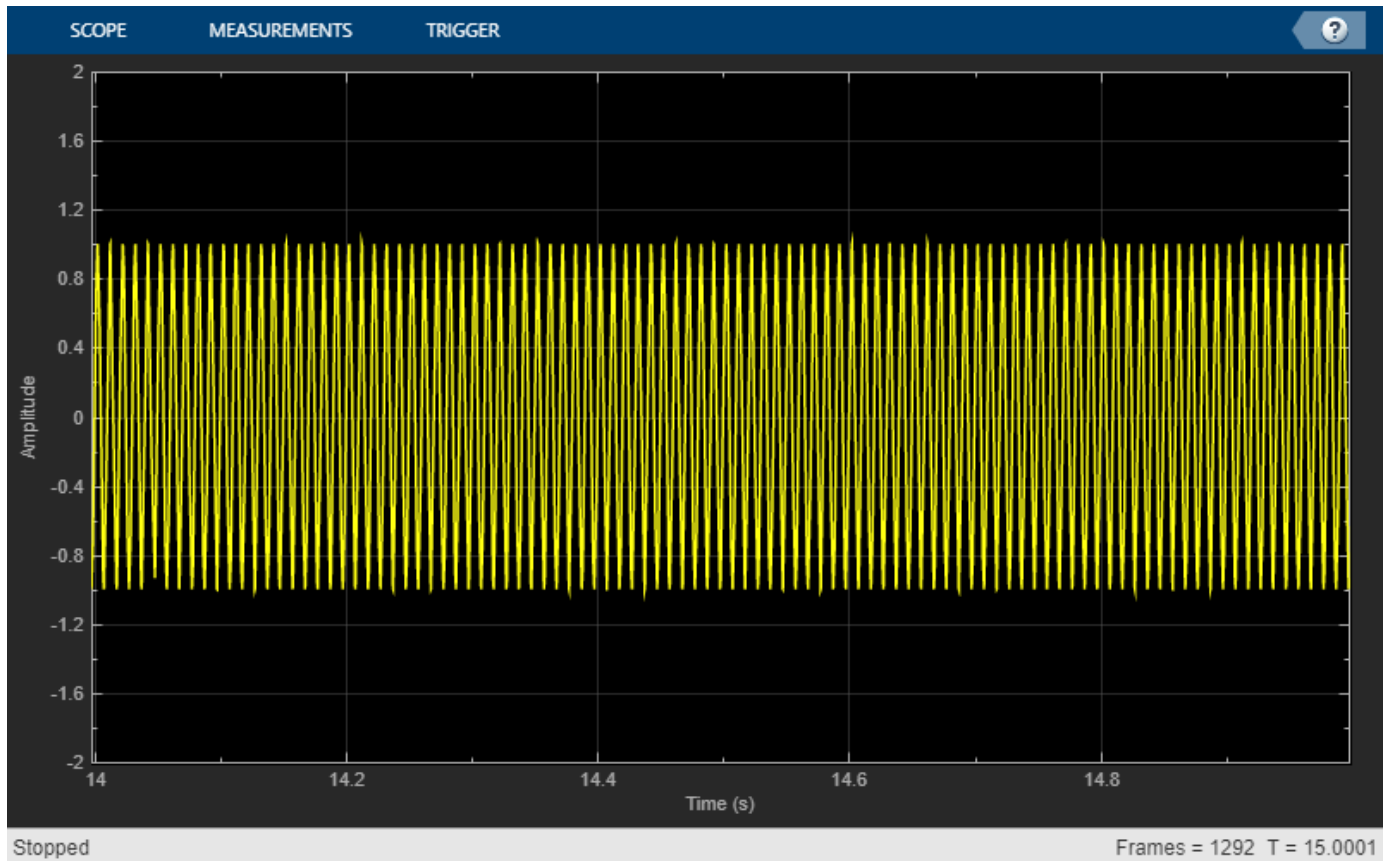 SCOPE MEASUREMENTS TRIGGER ?
2
1.6
1.2
0.8
0.4
0
-0.4
-0.8
-1.2
-1.6
-2
Amplitude
14 14.2 14.4 14.6 14.8
Time (s)
Stopped Frames = 1292 T = 15.0001